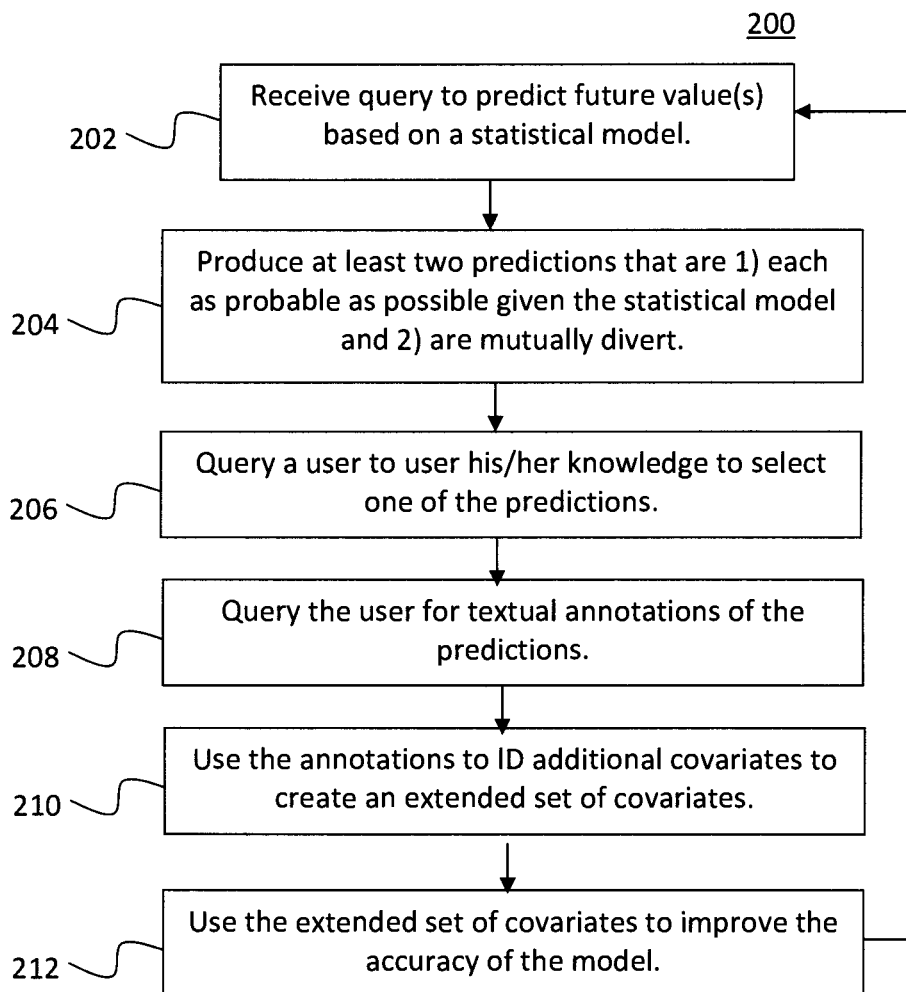 200
Receive query to predict future value(s)
based on a statistical model.
202
Produce at least two predictions that are 1) each
as probable as possible given the statistical model
and 2) are mutually divert.
204
Query a user to user his/her knowledge to select
one of the predictions.
206
Query the user for textual annotations of the
predictions.
208
Use the annotations to ID additional covariates to
create an extended set of covariates.
210
Use the extended set of covariates to improve the
accuracy of the model.
212